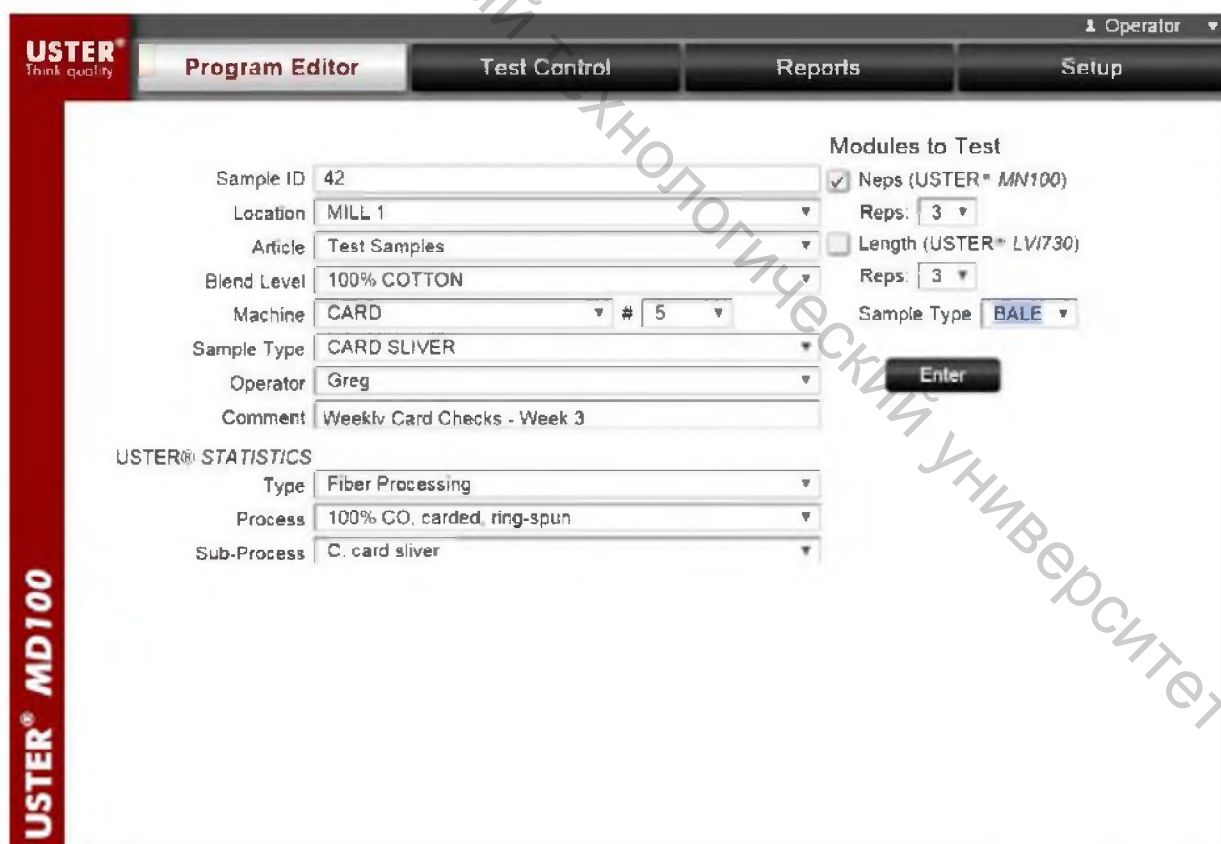 Operator
USTER®
Think quality
Program Editor
Test Control
Reports
Setup
Sample ID 42
Location MILL 1
Article Test Samples
Blend Level 100% COTTON
Machine CARD # 5
Sample Type CARD SLIVER
Operator Greg
Comment Weekly Card Checks - Week 3
USTER® STATISTICS
Type Fiber Processing
Process 100% CO, carded, ring-spun
Sub-Process C. card sliver
Modules to Test
Neps (USTER® MN100)
Reps: 3
Length (USTER® LVI730)
Reps: 3
Sample Type BALE
Enter
USTER® MD100
технологический университет